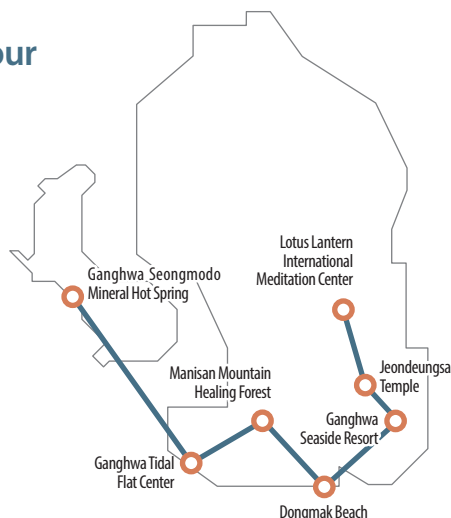 our
Lotus Lantern
International
Meditation Center
Ganghwa Seongmodo
Mineral Hot Spring
Jeondeungsa
Temple
Manisan Mountain
Healing Forest
Ganghwa
Seaside Resort
Ganghwa Tidal
Flat Center
Dongmak Beach